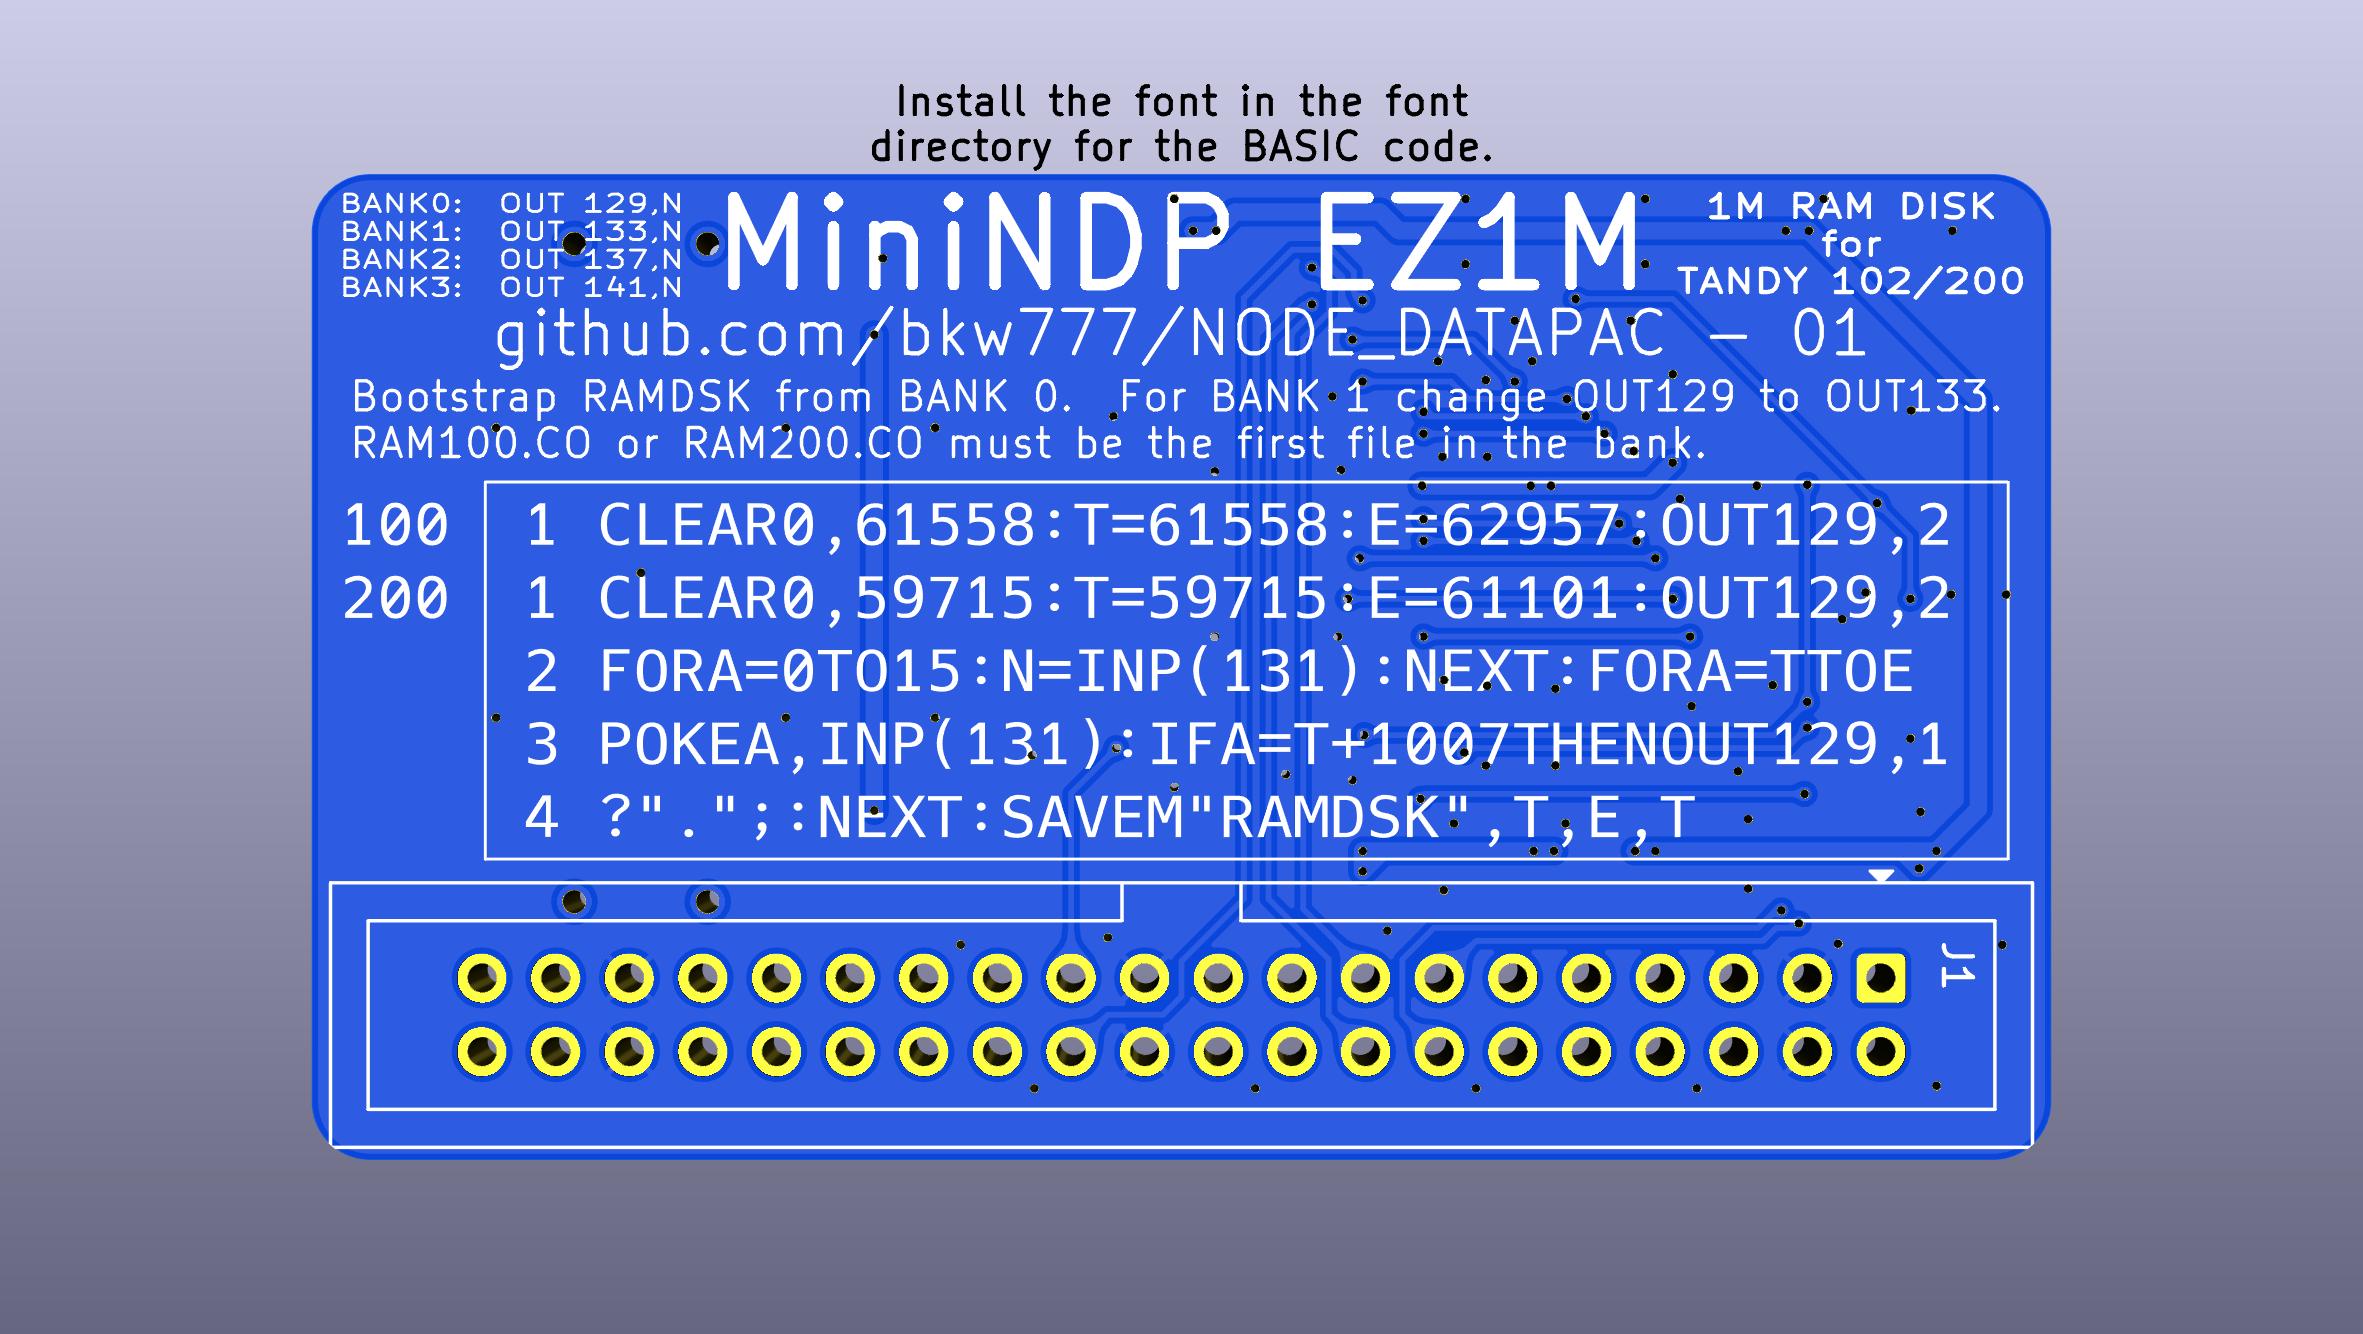 Install the font in the font
directory for the BASIC code.
BANK0: OUT 129,N
BANK1: OUT 133,N
BANK2: OUT 137,N
BANK3: OUT 141,N
MiniNDP EZ1M
1M RAM DISK
for
TANDY 102/200
github.com/bkw777/NODE_DATAPAC – 01
Bootstrap RAMDSK from BANK 0. For BANK 1 change OUT129 to OUT133.
RAM100.CO or RAM200.CO must be the first file in the bank.
100 1 CLEAR0,61558:T=61558:E=62957:OUT129,2
200 1 CLEAR0,59715:T=59715:E=61101:OUT129,2
2 FORA=0TO15:N=INP(131):NEXT:FORA=TTOE
3 POKEA,INP(131):IFA=T+1007THENOUT129,1
4 ?".";:NEXT:SAVEM"RAMDSK",T,E,T
J1